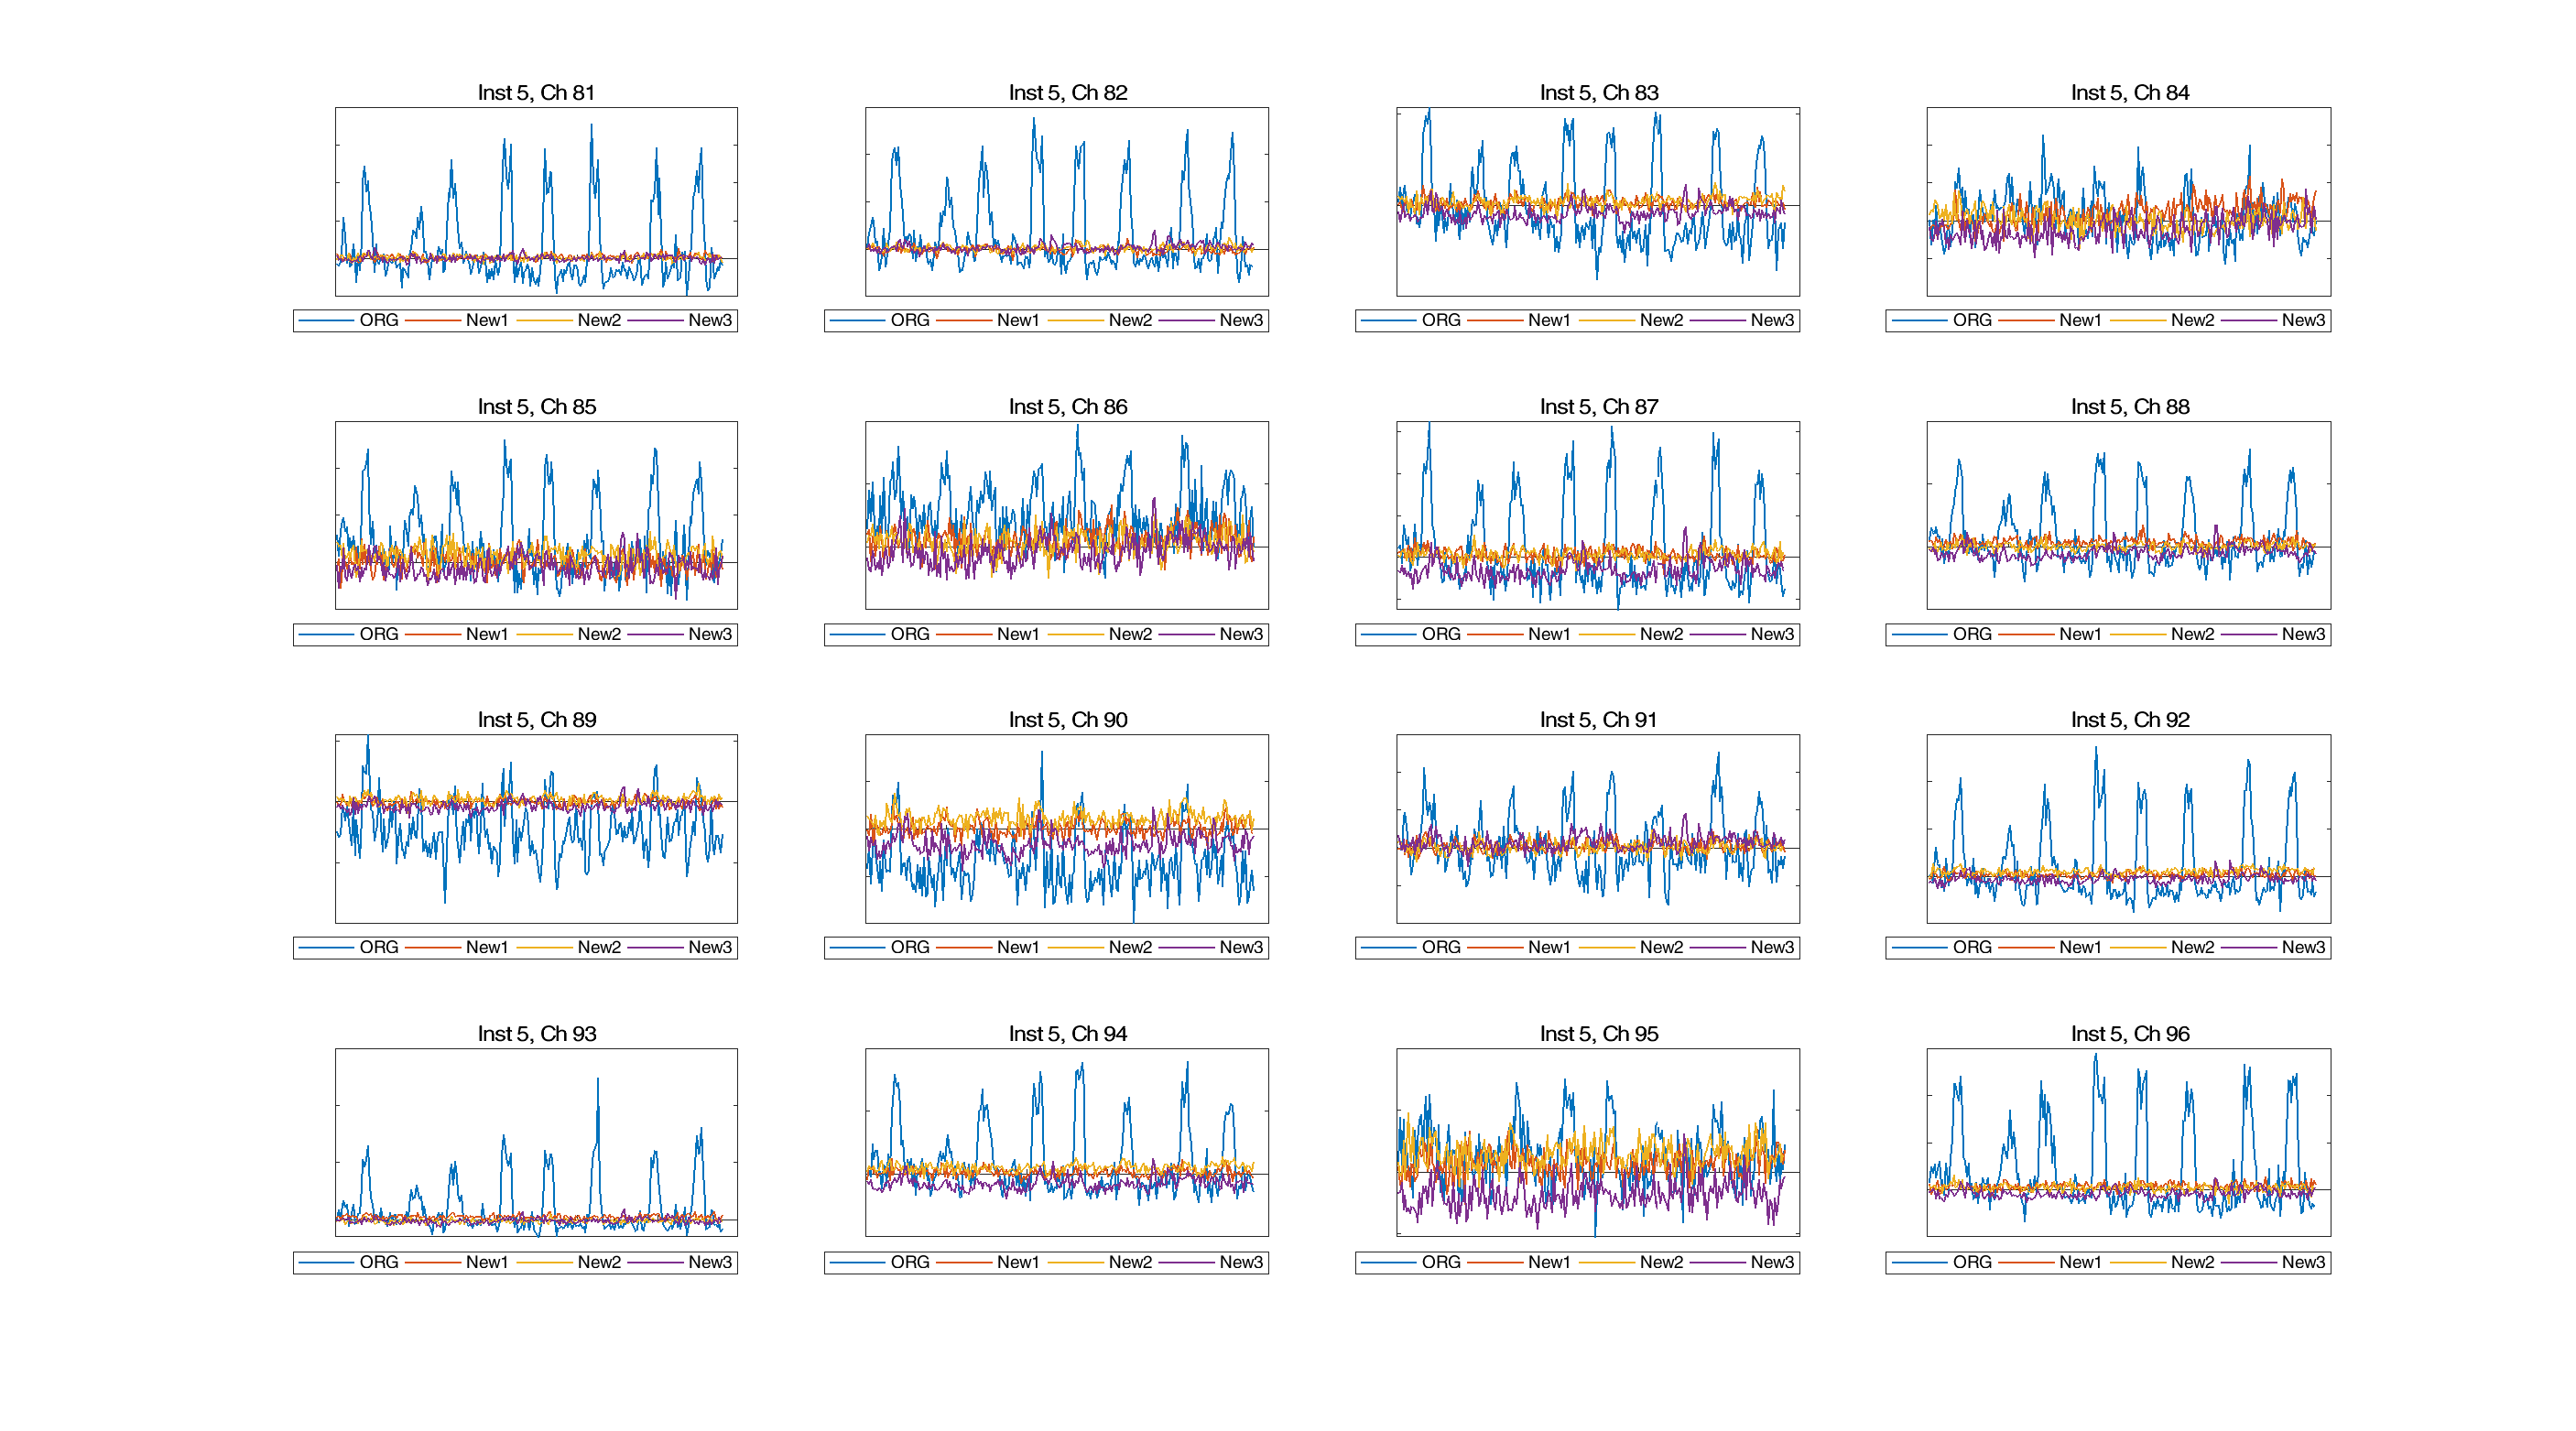 Inst 5, Ch 81
Inst 5, Ch 82
Inst 5, Ch 83
Inst 5, Ch 84
ORG New1 New2 New3
ORG New1 New2 New3
ORG New1 New2 New3
ORG New1 New2 New3
Inst 5, Ch 85
Inst 5, Ch 86
Inst 5, Ch 87
Inst 5, Ch 88
ORG New1 New2 New3
ORG New1 New2 New3
ORG New1 New2 New3
ORG New1 New2 New3
Inst 5, Ch 89
Inst 5, Ch 90
Inst 5, Ch 91
Inst 5, Ch 92
ORG New1 New2 New3
ORG New1 New2 New3
ORG New1 New2 New3
ORG New1 New2 New3
Inst 5, Ch 93
Inst 5, Ch 94
Inst 5, Ch 95
Inst 5, Ch 96
ORG New1 New2 New3
ORG New1 New2 New3
ORG New1 New2 New3
ORG New1 New2 New3